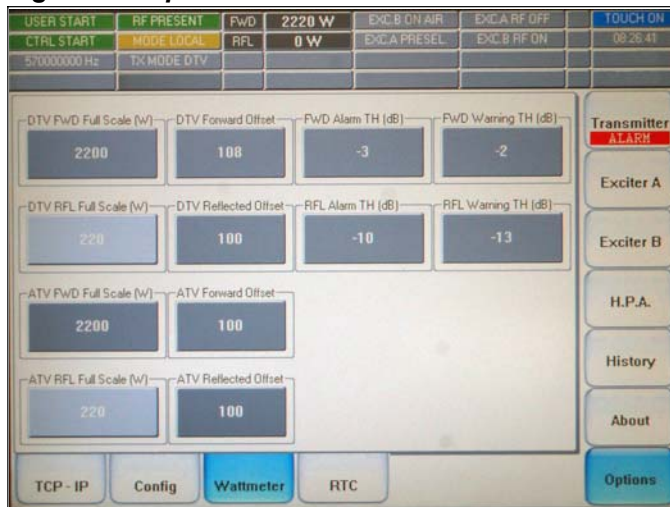 USER START RF PRESENT FWD 2220 W EXC.B ON AIR EXC.A RF OFF TOUCH ON
CTRL START MODE LOCAL RFL 0 W EXC.A PRESEL. EXC.B RF ON 08:26:41
570000000 Hz TX MODE DTV
DTV FWD Full Scale (W) DTV Forward Offset FWD Alarm TH (dB) FWD Warning TH (dB)
2200 108 -3 -2
DTV RFL Full Scale (W) DTV Reflected Offset RFL Alarm TH (dB) RFL Warning TH (dB)
220 100 -10 -13
ATV FWD Full Scale (W) ATV Forward Offset
2200 100
ATV RFL Full Scale (W) ATV Reflected Offset
220 100
Transmitter
ALARM
Exciter A
Exciter B
H.P.A.
History
About
Options
TCP - IP Config Wattmeter RTC